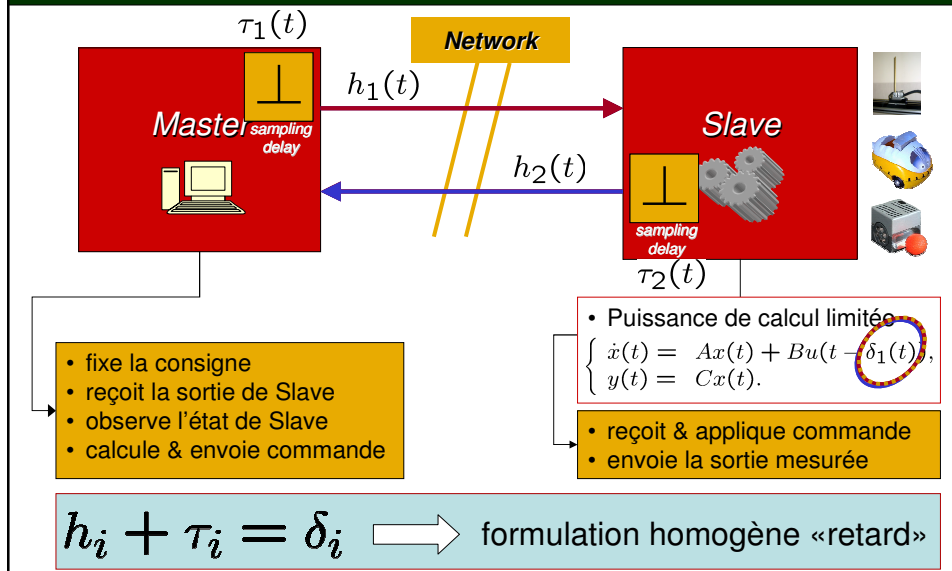 τ₁(t)
Network
h₁(t)
Master
sampling
delay
Slave
h₂(t)
sampling
delay
τ₂(t)
• Puissance de calcul limitée
{ ẋ(t) = Ax(t) + Bu(t − δ₁(t)),
y(t) = Cx(t).
• fixe la consigne
• reçoit la sortie de Slave
• observe l'état de Slave
• calcule & envoie commande
• reçoit & applique commande
• envoie la sortie mesurée
hᵢ + τᵢ = δᵢ
formulation homogène «retard»